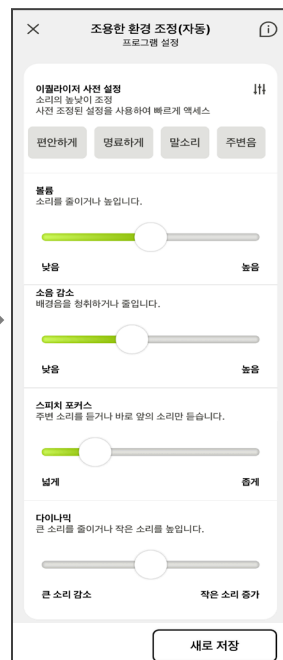 조용한 환경 조정(자동)
프로그램 설정
이퀄라이저 사전 설정
소리의 높낮이 조정
사전 조정된 설정을 사용하여 빠르게 액세스
편안하게 명료하게 말소리 주변음
볼륨
소리를 줄이거나 높입니다.
낮음 높음
소음 감소
배경음을 청취하거나 줄입니다.
낮음 높음
스피치 포커스
주변 소리를 듣거나 바로 앞의 소리만 듣습니다.
넓게 좁게
다이나믹
큰 소리를 줄이거나 작은 소리를 높입니다.
큰 소리 감소 작은 소리 증가
새로 저장